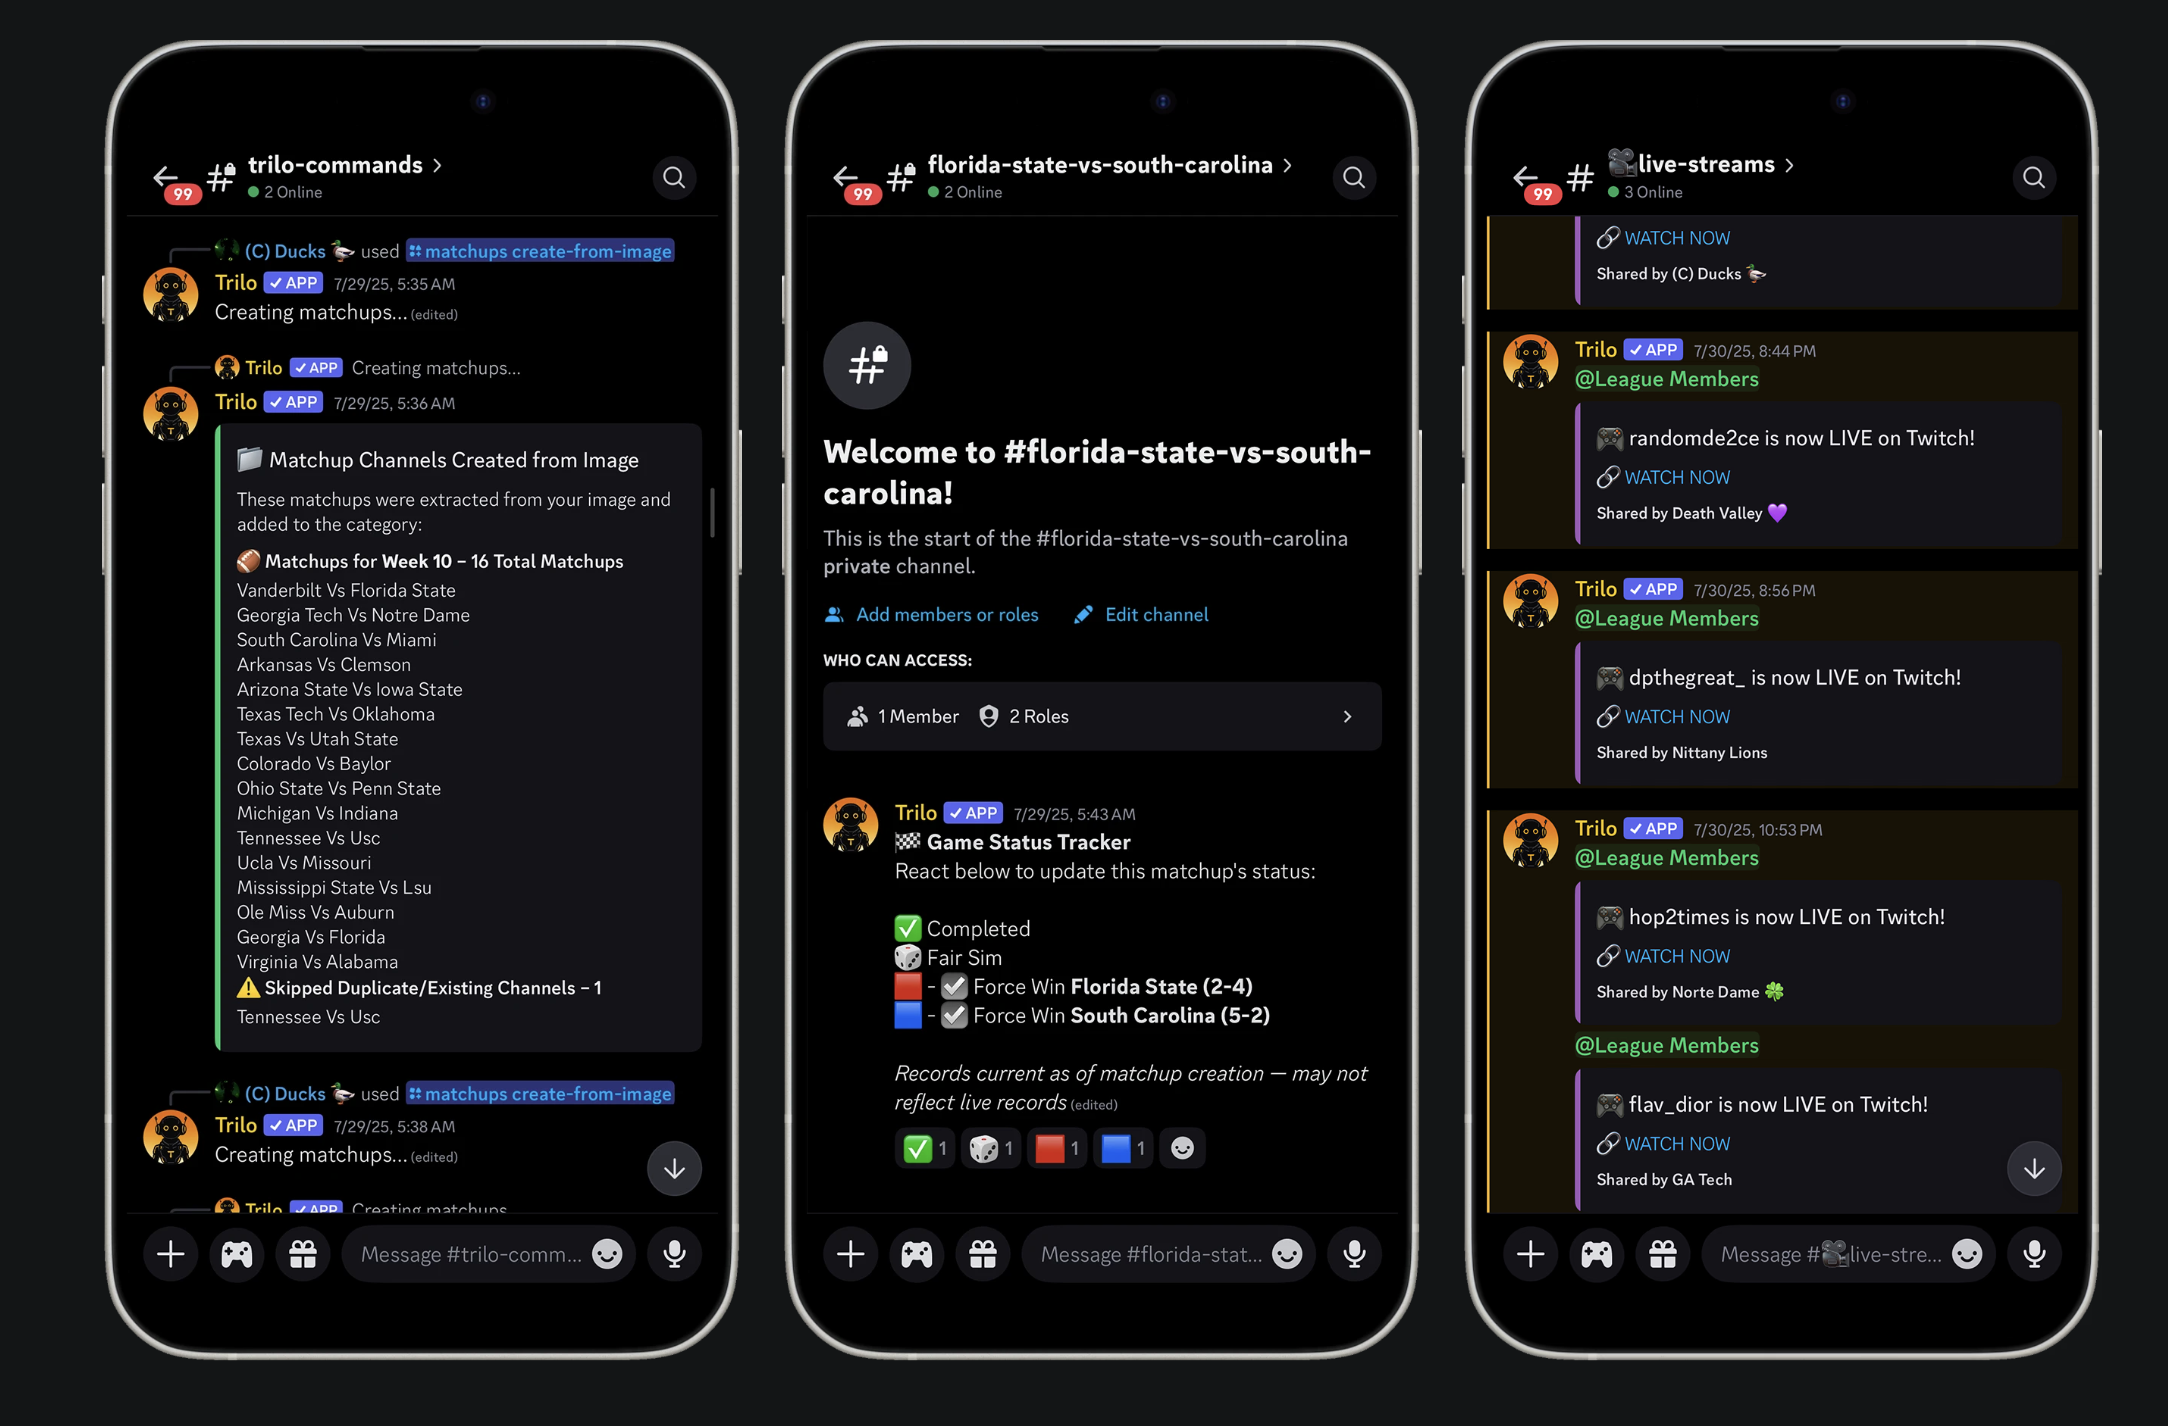 trilo-commands
99
2 Online
(C) Ducks used matchups create-from-image
Trilo APP 7/29/25, 5:35 AM
Creating matchups... (edited)
Trilo APP Creating matchups...
Trilo APP 7/29/25, 5:36 AM
Matchup Channels Created from Image
These matchups were extracted from your image and
added to the category:
Matchups for Week 10 – 16 Total Matchups
Vanderbilt Vs Florida State
Georgia Tech Vs Notre Dame
South Carolina Vs Miami
Arkansas Vs Clemson
Arizona State Vs Iowa State
Texas Tech Vs Oklahoma
Texas Vs Utah State
Colorado Vs Baylor
Ohio State Vs Penn State
Michigan Vs Indiana
Tennessee Vs Usc
Ucla Vs Missouri
Mississippi State Vs Lsu
Ole Miss Vs Auburn
Georgia Vs Florida
Virginia Vs Alabama
Skipped Duplicate/Existing Channels – 1
Tennessee Vs Usc
(C) Ducks used matchups create-from-image
Trilo APP 7/29/25, 5:38 AM
Creating matchups... (edited)
Trilo APP Creating matchups
Message #trilo-comm...
florida-state-vs-south-carolina
99
2 Online
Welcome to #florida-state-vs-south-
carolina!
This is the start of the #florida-state-vs-south-carolina
private channel.
Add members or roles Edit channel
WHO CAN ACCESS:
1 Member 2 Roles
Trilo APP 7/29/25, 5:43 AM
Game Status Tracker
React below to update this matchup's status:
Completed
Fair Sim
- Force Win Florida State (2-4)
- Force Win South Carolina (5-2)
Records current as of matchup creation — may not
reflect live records (edited)
1 1 1 1
Message #florida-stat...
live-streams
99
3 Online
WATCH NOW
Shared by (C) Ducks
Trilo APP 7/30/25, 8:44 PM
@League Members
randomde2ce is now LIVE on Twitch!
WATCH NOW
Shared by Death Valley
Trilo APP 7/30/25, 8:56 PM
@League Members
dpthegreat_ is now LIVE on Twitch!
WATCH NOW
Shared by Nittany Lions
Trilo APP 7/30/25, 10:53 PM
@League Members
hop2times is now LIVE on Twitch!
WATCH NOW
Shared by Norte Dame
@League Members
flav_dior is now LIVE on Twitch!
WATCH NOW
Shared by GA Tech
Message #live-stre...